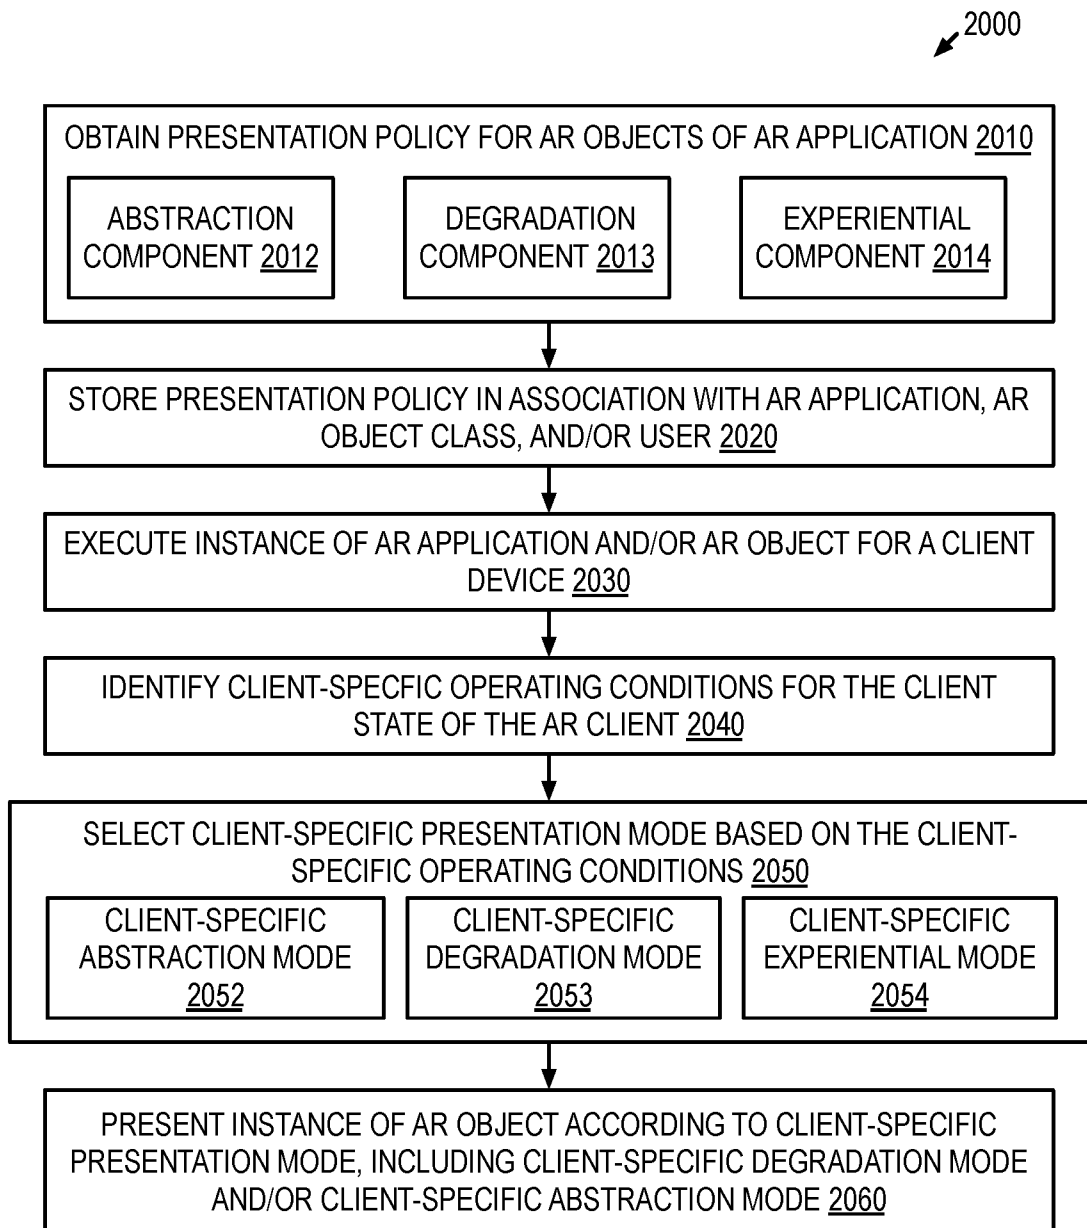 2000
OBTAIN PRESENTATION POLICY FOR AR OBJECTS OF AR APPLICATION 2010
ABSTRACTION
COMPONENT 2012
DEGRADATION
COMPONENT 2013
EXPERIENTIAL
COMPONENT 2014
STORE PRESENTATION POLICY IN ASSOCIATION WITH AR APPLICATION, AR
OBJECT CLASS, AND/OR USER 2020
EXECUTE INSTANCE OF AR APPLICATION AND/OR AR OBJECT FOR A CLIENT
DEVICE 2030
IDENTIFY CLIENT-SPECFIC OPERATING CONDITIONS FOR THE CLIENT
STATE OF THE AR CLIENT 2040
SELECT CLIENT-SPECIFIC PRESENTATION MODE BASED ON THE CLIENT-
SPECIFIC OPERATING CONDITIONS 2050
CLIENT-SPECIFIC
ABSTRACTION MODE
2052
CLIENT-SPECIFIC
DEGRADATION MODE
2053
CLIENT-SPECIFIC
EXPERIENTIAL MODE
2054
PRESENT INSTANCE OF AR OBJECT ACCORDING TO CLIENT-SPECIFIC
PRESENTATION MODE, INCLUDING CLIENT-SPECIFIC DEGRADATION MODE
AND/OR CLIENT-SPECIFIC ABSTRACTION MODE 2060